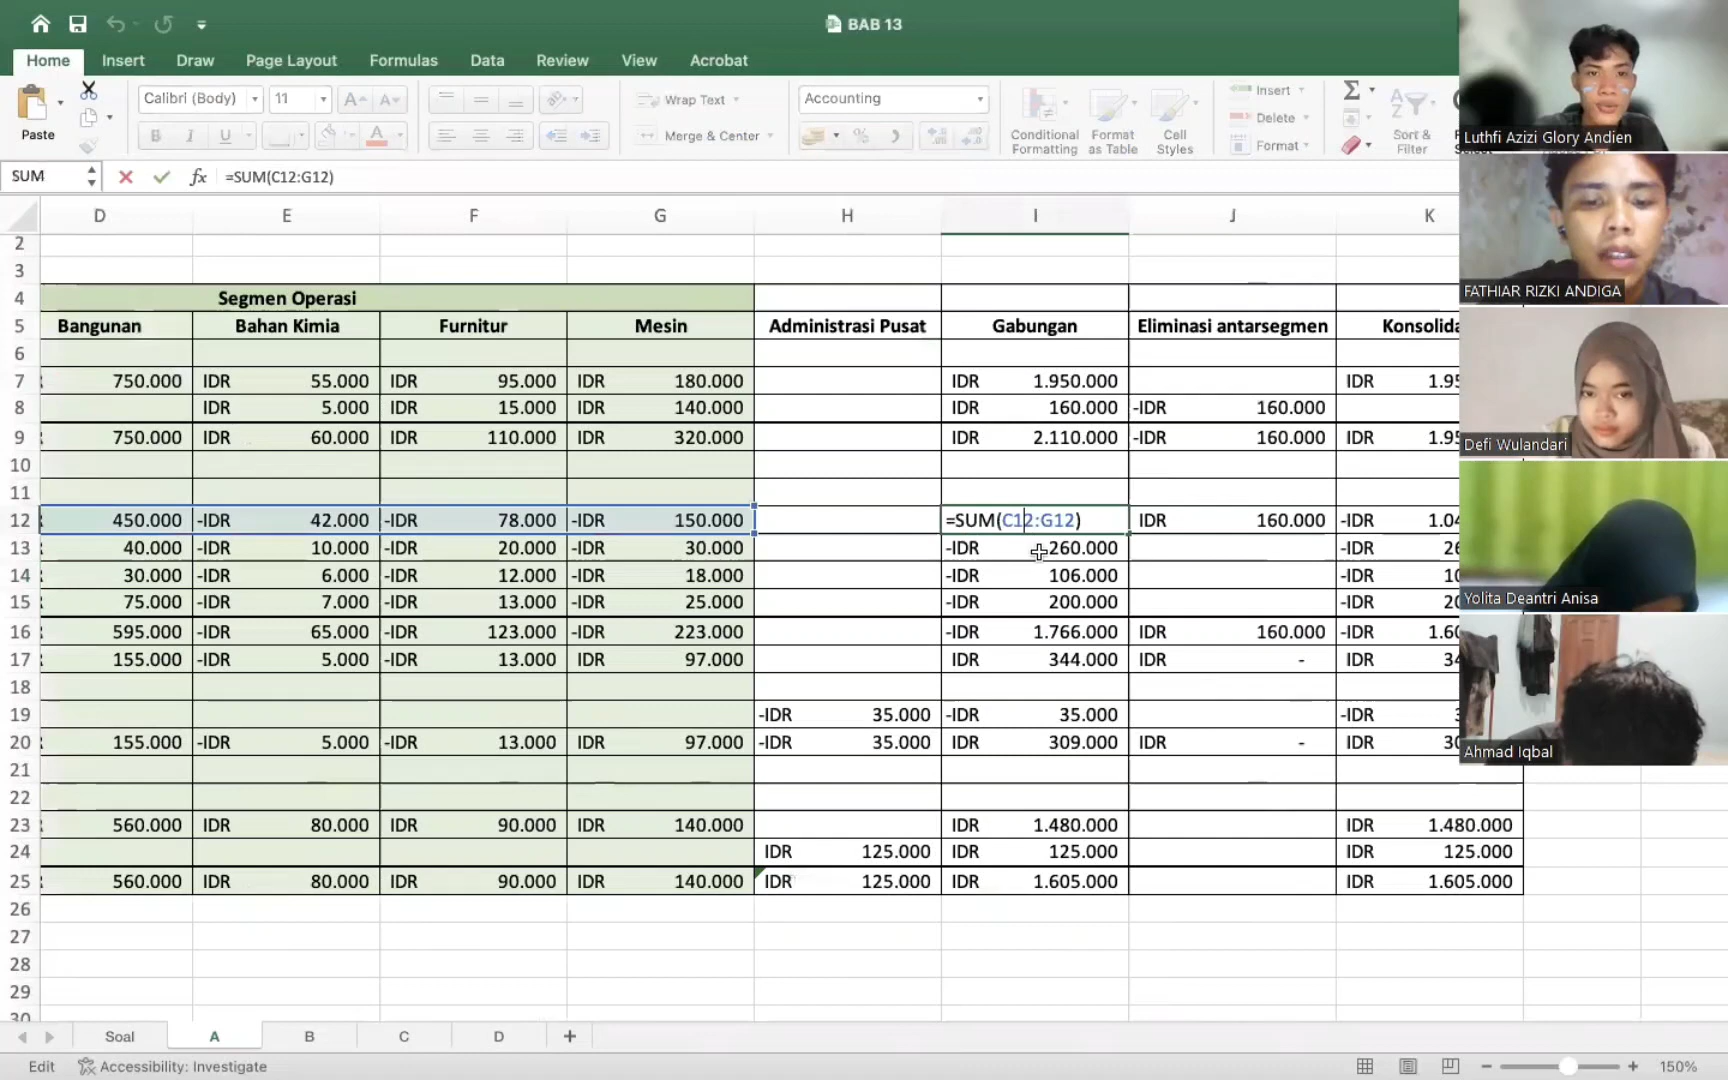 BAB 13
Home Insert Draw Page Layout Formulas Data Review View Acrobat
Paste
Calibri (Body) 11
B I U
Wrap Text
Merge & Center
Accounting
Conditional Formatting
Format as Table
Cell Styles
Insert
Delete
Format
Sort & Filter
SUM =SUM(C12:G12)
D E F G H I J K
2
3
4 Segmen Operasi
5 Bangunan Bahan Kimia Furnitur Mesin Administrasi Pusat Gabungan Eliminasi antarsegmen
6
7 750.000 IDR 55.000 IDR 95.000 IDR 180.000 IDR 1.950.000 IDR
8 IDR 5.000 IDR 15.000 IDR 140.000 IDR 160.000 -IDR 160.000
9 750.000 IDR 60.000 IDR 110.000 IDR 320.000 IDR 2.110.000 -IDR 160.000 IDR
10
11
12 450.000 -IDR 42.000 -IDR 78.000 -IDR 150.000 =SUM(C12:G12) IDR 160.000 -IDR
13 40.000 -IDR 10.000 -IDR 20.000 -IDR 30.000 -IDR 260.000 -IDR
14 30.000 -IDR 6.000 -IDR 12.000 -IDR 18.000 -IDR 106.000 -IDR
15 75.000 -IDR 7.000 -IDR 13.000 -IDR 25.000 -IDR 200.000 -IDR
16 595.000 -IDR 65.000 -IDR 123.000 -IDR 223.000 -IDR 1.766.000 IDR 160.000 -IDR
17 155.000 -IDR 5.000 -IDR 13.000 IDR 97.000 IDR 344.000 IDR - IDR
18
19 -IDR 35.000 -IDR 35.000 -IDR
20 155.000 -IDR 5.000 -IDR 13.000 IDR 97.000 -IDR 35.000 IDR 309.000 IDR - IDR
21
22
23 560.000 IDR 80.000 IDR 90.000 IDR 140.000 IDR 1.480.000 IDR 1.480.000
24 IDR 125.000 IDR 125.000 IDR 125.000
25 560.000 IDR 80.000 IDR 90.000 IDR 140.000 IDR 125.000 IDR 1.605.000 IDR 1.605.000
26
27
28
29
30
Soal A B C D +
Edit Accessibility: Investigate 150%
Luthfi Azizi Glory Andien
FATHIAR RIZKI ANDIGA
Defi Wulandari
Yolita Deantri Anisa
Ahmad Iqbal